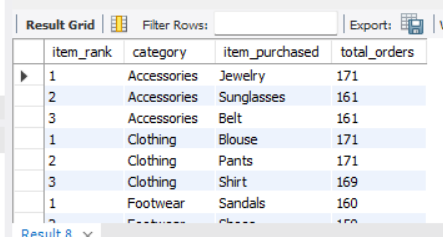 Result Grid Filter Rows: Export:
item_rank category item_purchased total_orders
1 Accessories Jewelry 171
2 Accessories Sunglasses 161
3 Accessories Belt 161
1 Clothing Blouse 171
2 Clothing Pants 171
3 Clothing Shirt 169
1 Footwear Sandals 160
Result 8 ×